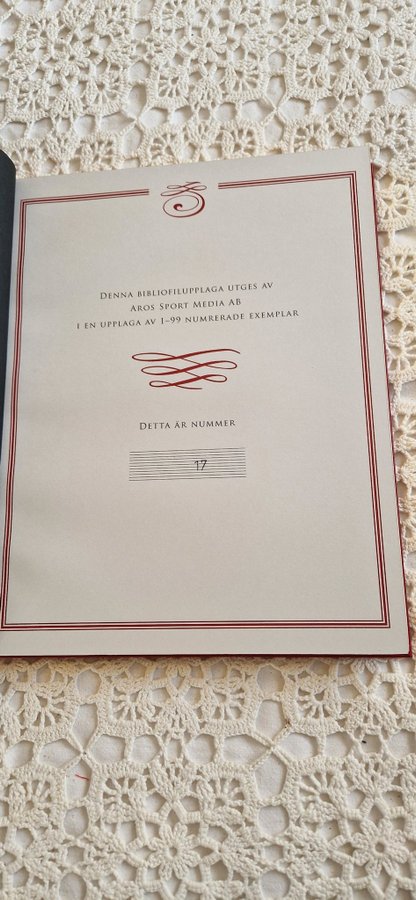 Denna bibliofilupplaga utges av
Aros Sport Media AB
i en upplaga av 1–99 numrerade exemplar
Detta är nummer
17